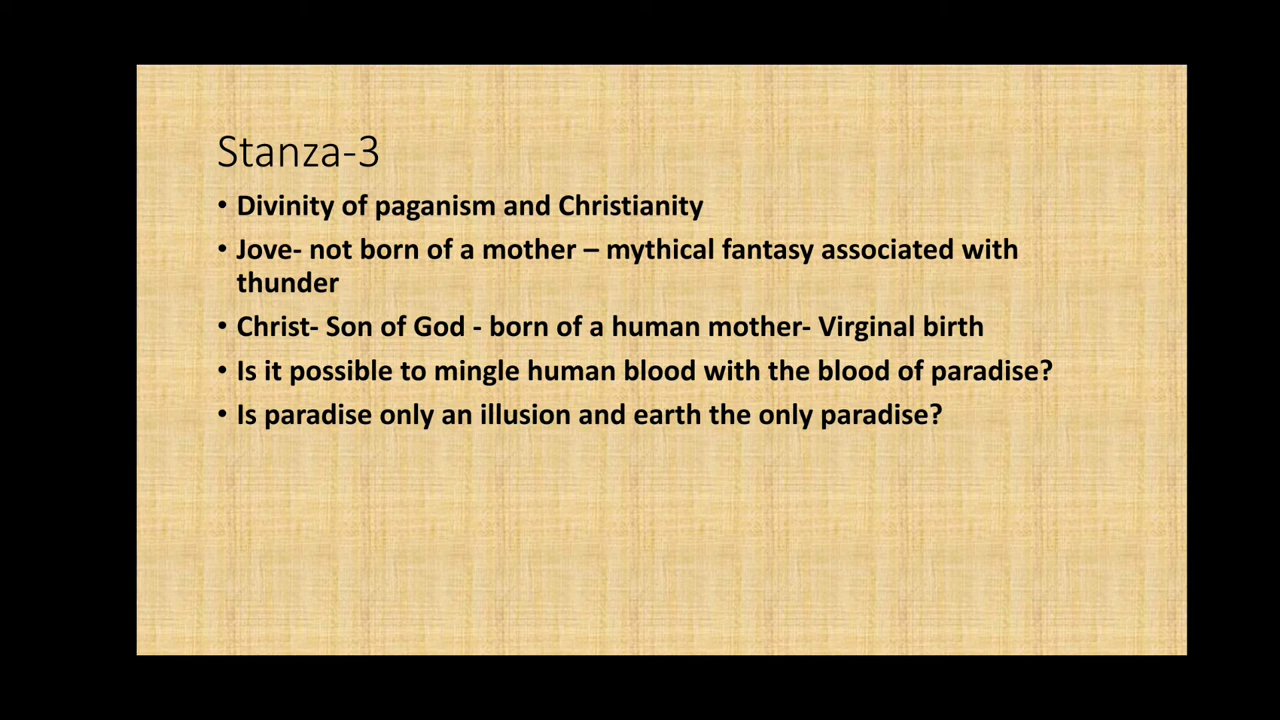 Stanza-3
• Divinity of paganism and Christianity
• Jove- not born of a mother – mythical fantasy associated with
thunder
• Christ- Son of God - born of a human mother- Virginal birth
• Is it possible to mingle human blood with the blood of paradise?
• Is paradise only an illusion and earth the only paradise?